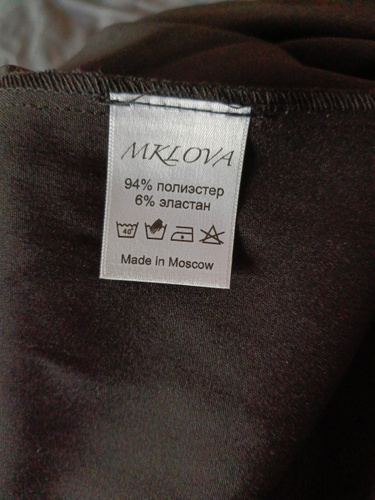 MKLOVA
94% полиэстер
6% эластан
40
Made in Moscow